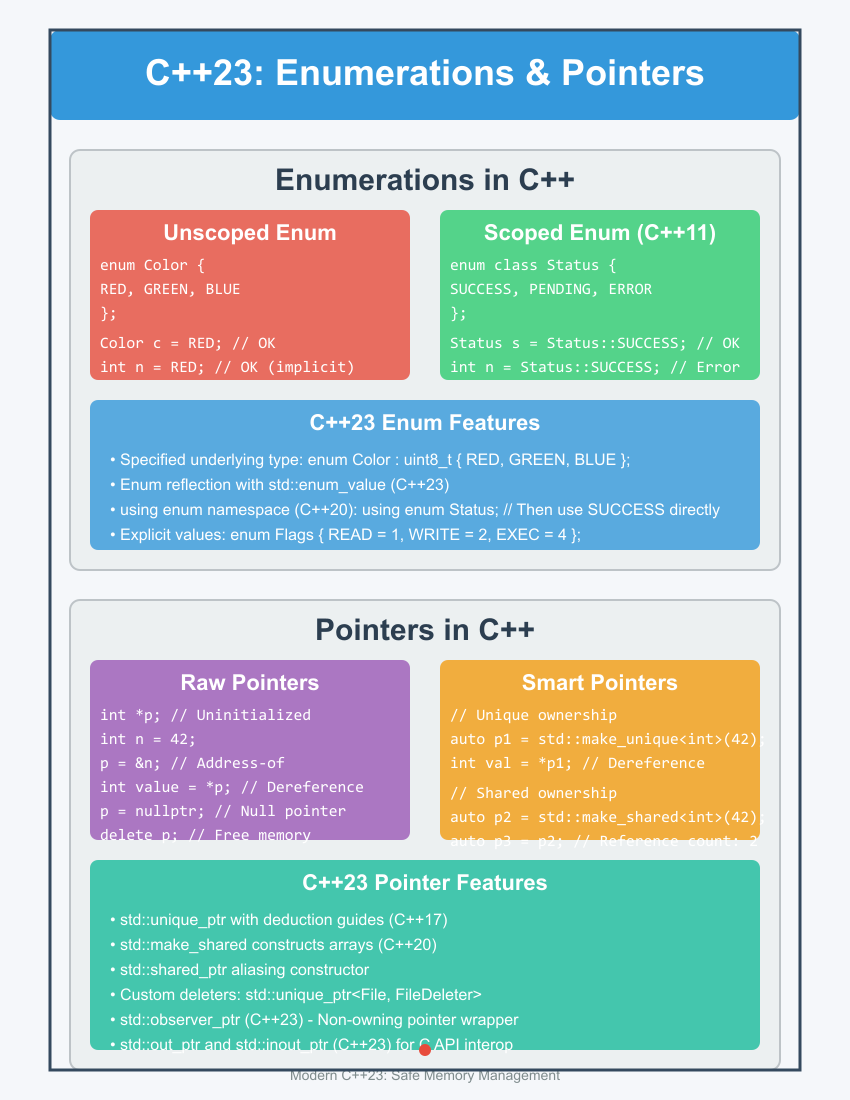 C++23: Enumerations & Pointers
Enumerations in C++
Unscoped Enum
enum Color {
RED, GREEN, BLUE
};
Color c = RED; // OK
int n = RED; // OK (implicit)
Scoped Enum (C++11)
enum class Status {
SUCCESS, PENDING, ERROR
};
Status s = Status::SUCCESS; // OK
int n = Status::SUCCESS; // Error
C++23 Enum Features
• Specified underlying type: enum Color : uint8_t { RED, GREEN, BLUE };
• Enum reflection with std::enum_value (C++23)
• using enum namespace (C++20): using enum Status; // Then use SUCCESS directly
• Explicit values: enum Flags { READ = 1, WRITE = 2, EXEC = 4 };
Pointers in C++
Raw Pointers
int *p; // Uninitialized
int n = 42;
p = &n; // Address-of
int value = *p; // Dereference
p = nullptr; // Null pointer
delete p; // Free memory
Smart Pointers
// Unique ownership
auto p1 = std::make_unique<int>(42);
int val = *p1; // Dereference
// Shared ownership
auto p2 = std::make_shared<int>(42);
auto p3 = p2; // Reference count: 2
C++23 Pointer Features
• std::unique_ptr with deduction guides (C++17)
• std::make_shared constructs arrays (C++20)
• std::shared_ptr aliasing constructor
• Custom deleters: std::unique_ptr<File, FileDeleter>
• std::observer_ptr (C++23) - Non-owning pointer wrapper
• std::out_ptr and std::inout_ptr (C++23) for C API interop
Modern C++23: Safe Memory Management